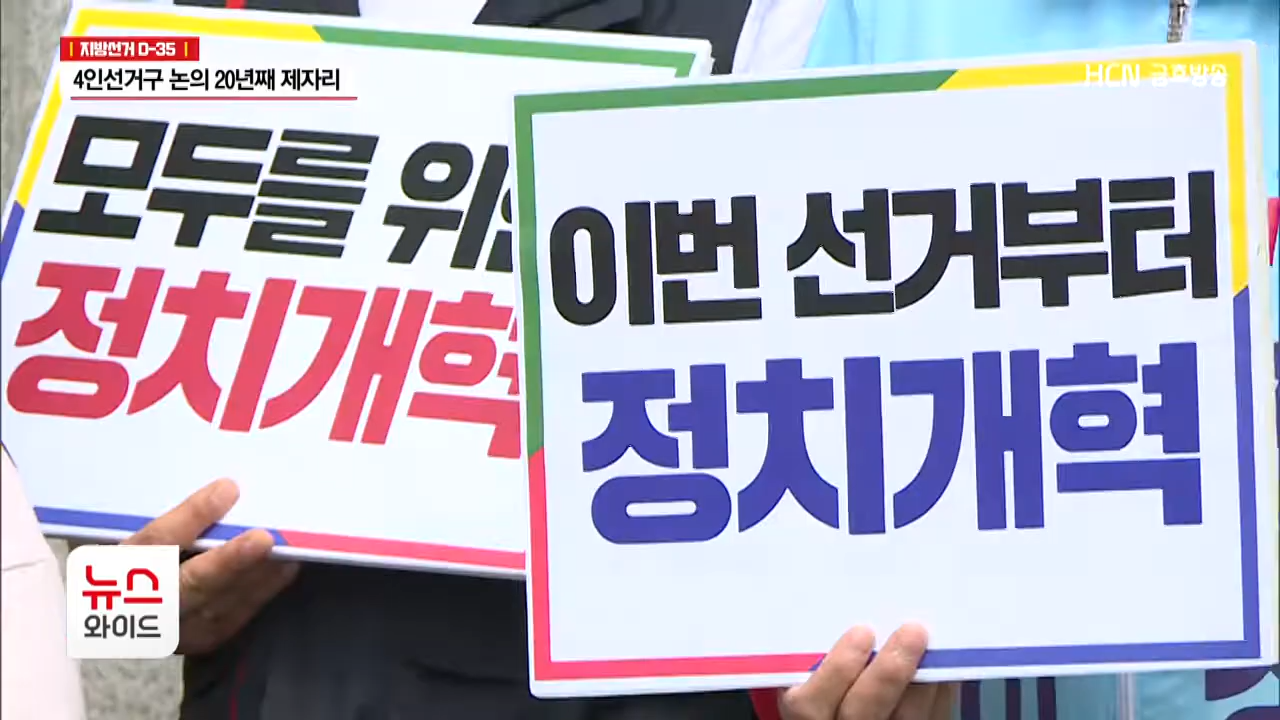 지방선거 D-35
4인선거구 논의 20년째 제자리
HCN 금호방송
모두를 위한
정치개혁
이번 선거부터
정치개혁
뉴스
와이드